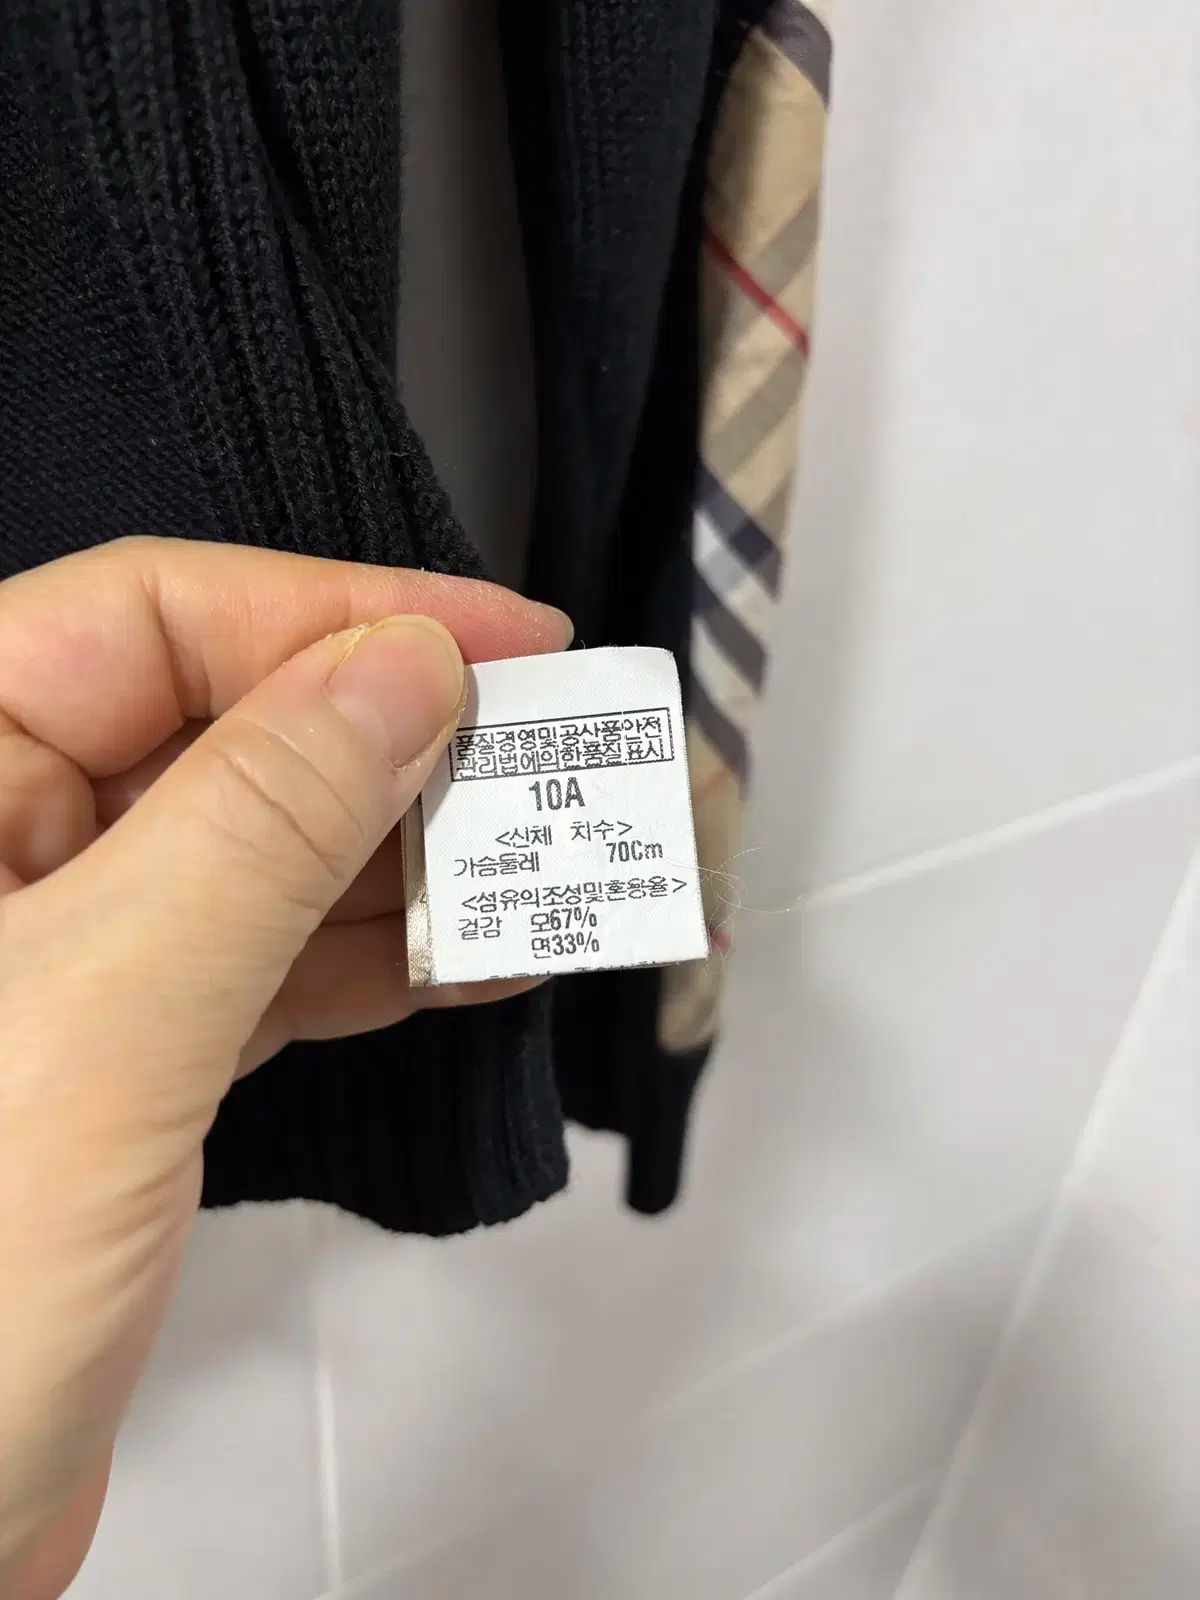 품질경영및공사품안전
관리법에의한품질표시
10A
<신체 치수>
가슴둘레 70Cm
<섬유의조성및혼용율>
겉감 모67%
면33%